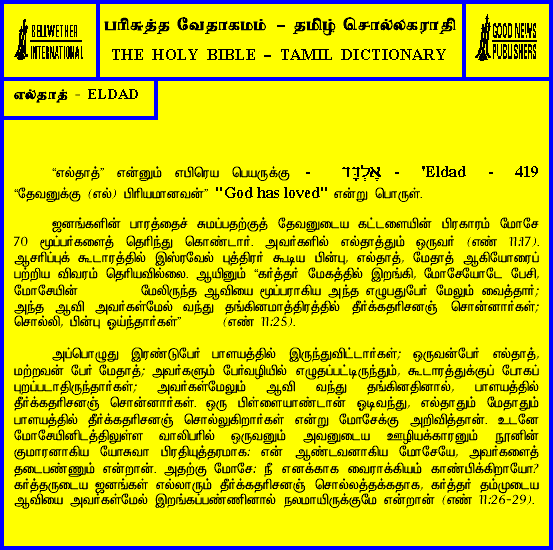 BELLWETHER
INTERNATIONAL
பரிசுத்த வேதாகமம் – தமிழ் சொல்லகராதி
THE HOLY BIBLE – TAMIL DICTIONARY
GOOD NEWS
PUBLISHERS
எல்தாத் - ELDAD
“எல்தாத்” என்னும் எபிரெய பெயருக்கு - אֶלְדָּד - 'Eldad - 419
“தேவனுக்கு (எல்) பிரியமானவன்” "God has loved" என்று பொருள்.
ஜனங்களின் பாரத்தைச் சுமப்பதற்குத் தேவனுடைய கட்டளையின் பிரகாரம் மோசே
70 மூப்பர்களைத் தெரிந்து கொண்டார். அவர்களில் எல்தாத்தும் ஒருவர் (எண் 11:17).
ஆசரிப்புக் கூடாரத்தில் இஸ்ரவேல் புத்திரர் கூடிய பின்பு, எல்தாத், மேதாத் ஆகியோரைப்
பற்றிய விவரம் தெரியவில்லை. ஆயினும் “கர்த்தர் மேகத்தில் இறங்கி, மோசேயோடே பேசி,
மோசேயின் மேலிருந்த ஆவியை மூப்பராகிய அந்த எழுபதுபேர் மேலும் வைத்தார்;
அந்த ஆவி அவர்கள்மேல் வந்து தங்கினமாத்திரத்தில் தீர்க்கதரிசனஞ் சொன்னார்கள்;
சொல்லி, பின்பு ஓய்ந்தார்கள்” (எண் 11:25).
அப்பொழுது இரண்டுபேர் பாளயத்தில் இருந்துவிட்டார்கள்; ஒருவன்பேர் எல்தாத்,
மற்றவன் பேர் மேதாத்; அவர்களும் பேர்வழியில் எழுதப்பட்டிருந்தும், கூடாரத்துக்குப் போகப்
புறப்படாதிருந்தார்கள்; அவர்கள்மேலும் ஆவி வந்து தங்கினதினால், பாளயத்தில்
தீர்க்கதரிசனஞ் சொன்னார்கள். ஒரு பிள்ளையாண்டான் ஓடிவந்து, எல்தாதும் மேதாதும்
பாளயத்தில் தீர்க்கதரிசனஞ் சொல்லுகிறார்கள் என்று மோசேக்கு அறிவித்தான். உடனே
மோசேயினிடத்திலுள்ள வாலிபரில் ஒருவனும் அவனுடைய ஊழியக்காரனும் நூனின்
குமாரனாகிய யோசுவா பிரதியுத்தரமாக: என் ஆண்டவனாகிய மோசேயே, அவர்களைத்
தடைபண்ணும் என்றான். அதற்கு மோசே: நீ எனக்காக வைராக்கியம் காண்பிக்கிறாயோ?
கர்த்தருடைய ஜனங்கள் எல்லாரும் தீர்க்கதரிசனஞ் சொல்லத்தக்கதாக, கர்த்தர் தம்முடைய
ஆவியை அவர்கள்மேல் இறங்கப்பண்ணினால் நலமாயிருக்குமே என்றான் (எண் 11:26-29).